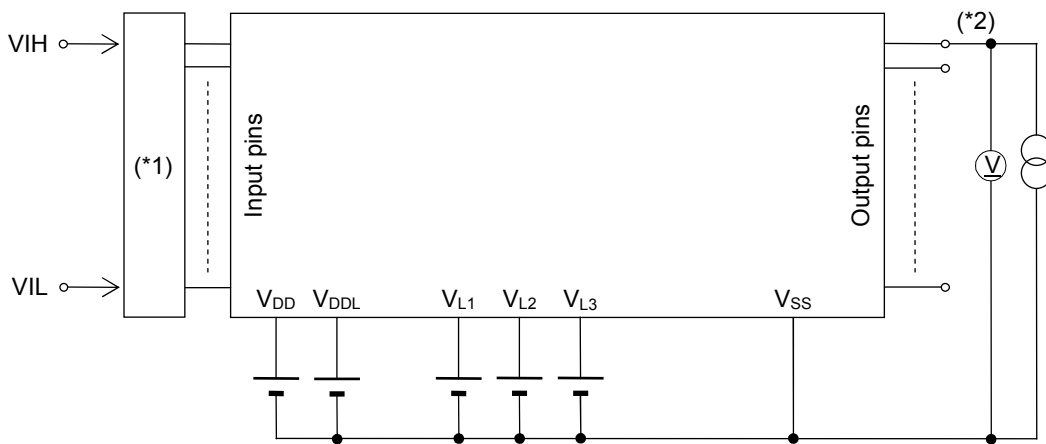 (*2)
VIH
(*1)
Input pins
Output pins
V
VIL
VDD
VDDL
VL1
VL2
VL3
VSS